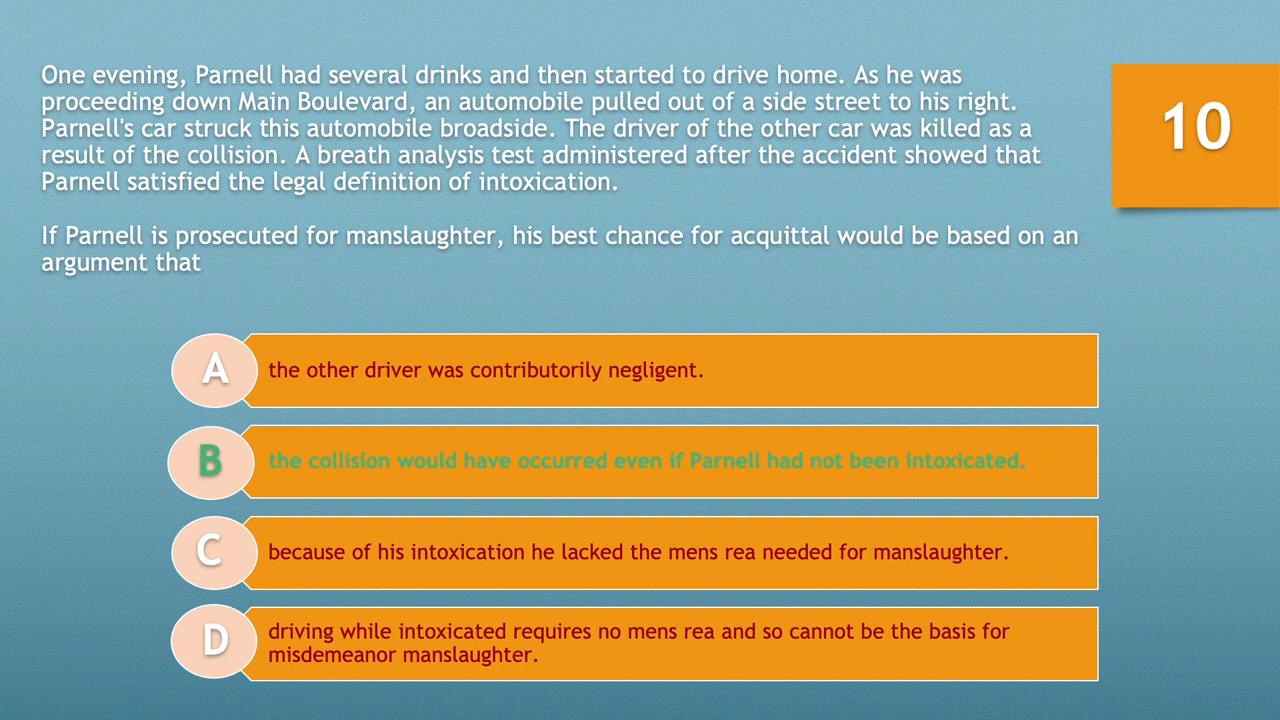 One evening, Parnell had several drinks and then started to drive home. As he was
proceeding down Main Boulevard, an automobile pulled out of a side street to his right.
Parnell's car struck this automobile broadside. The driver of the other car was killed as a
result of the collision. A breath analysis test administered after the accident showed that
Parnell satisfied the legal definition of intoxication.
If Parnell is prosecuted for manslaughter, his best chance for acquittal would be based on an
argument that
10
A
the other driver was contributorily negligent.
B
the collision would have occurred even if Parnell had not been intoxicated.
C
because of his intoxication he lacked the mens rea needed for manslaughter.
D
driving while intoxicated requires no mens rea and so cannot be the basis for
misdemeanor manslaughter.